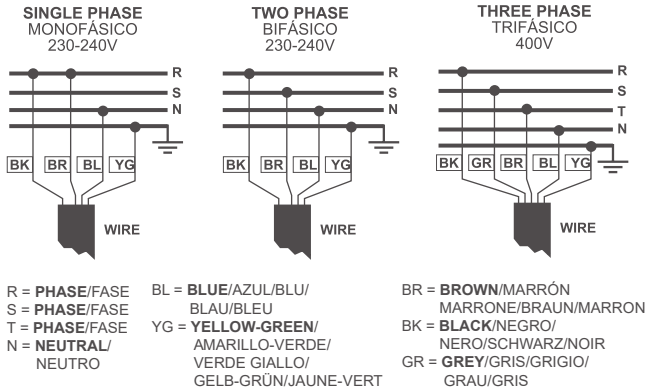 SINGLE PHASE
MONOFÁSICO
230-240V
R
S
N
BK BR BL YG
WIRE
TWO PHASE
BIFÁSICO
230-240V
R
S
N
BK BR BL YG
WIRE
THREE PHASE
TRIFÁSICO
400V
R
S
T
N
BK GR BR BL YG
WIRE
R = PHASE/FASE
S = PHASE/FASE
T = PHASE/FASE
N = NEUTRAL/
NEUTRO
BL = BLUE/AZUL/BLU/
BLAU/BLEU
YG = YELLOW-GREEN/
AMARILLO-VERDE/
VERDE GIALLO/
GELB-GRÜN/JAUNE-VERT
BR = BROWN/MARRÓN
MARRONE/BRAUN/MARRON
BK = BLACK/NEGRO/
NERO/SCHWARZ/NOIR
GR = GREY/GRIS/GRIGIO/
GRAU/GRIS